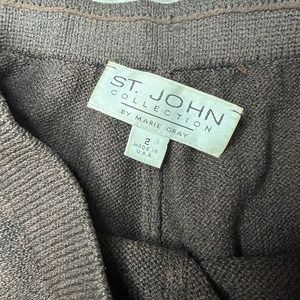 ST. JOHN
COLLECTION
BY MARIE GRAY
2
MADE IN
U.S.A.